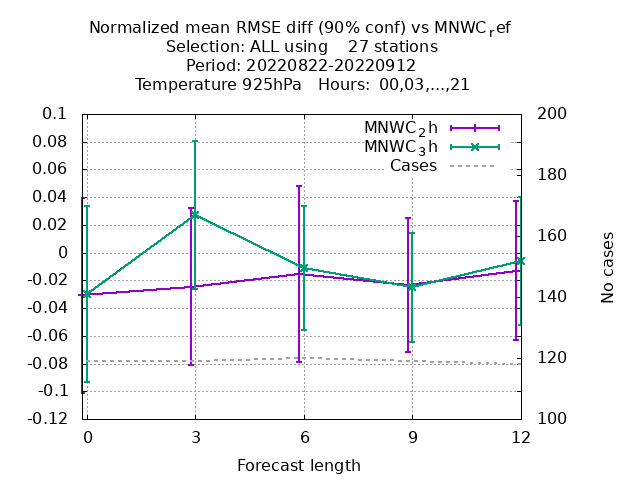 Normalized mean RMSE diff (90% conf) vs MNWC_ref
Selection: ALL using 27 stations
Period: 20220822-20220912
Temperature 925hPa Hours: 00,03,...,21
MNWC_2h
MNWC_3h
Cases
0.1
0.08
0.06
0.04
0.02
0
-0.02
-0.04
-0.06
-0.08
-0.1
-0.12
200
180
160
140
120
100
No cases
0 3 6 9 12
Forecast length